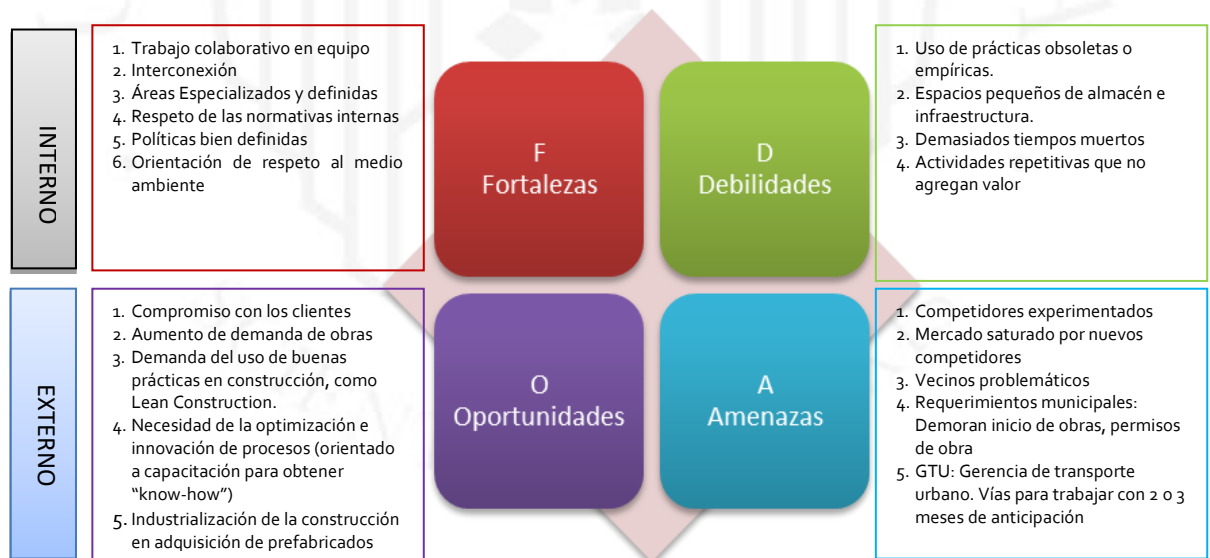 INTERNO
1. Trabajo colaborativo en equipo
2. Interconexión
3. Áreas Especializados y definidas
4. Respeto de las normativas internas
5. Políticas bien definidas
6. Orientación de respeto al medio
ambiente
F
Fortalezas
D
Debilidades
1. Uso de prácticas obsoletas o
empíricas.
2. Espacios pequeños de almacén e
infraestructura.
3. Demasiados tiempos muertos
4. Actividades repetitivas que no
agregan valor
EXTERNO
1. Compromiso con los clientes
2. Aumento de demanda de obras
3. Demanda del uso de buenas
prácticas en construcción, como
Lean Construction.
4. Necesidad de la optimización e
innovación de procesos (orientado
a capacitación para obtener
“know-how”)
5. Industrialización de la construcción
en adquisición de prefabricados
O
Oportunidades
A
Amenazas
1. Competidores experimentados
2. Mercado saturado por nuevos
competidores
3. Vecinos problemáticos
4. Requerimientos municipales:
Demoran inicio de obras, permisos
de obra
5. GTU: Gerencia de transporte
urbano. Vías para trabajar con 2 o 3
meses de anticipación